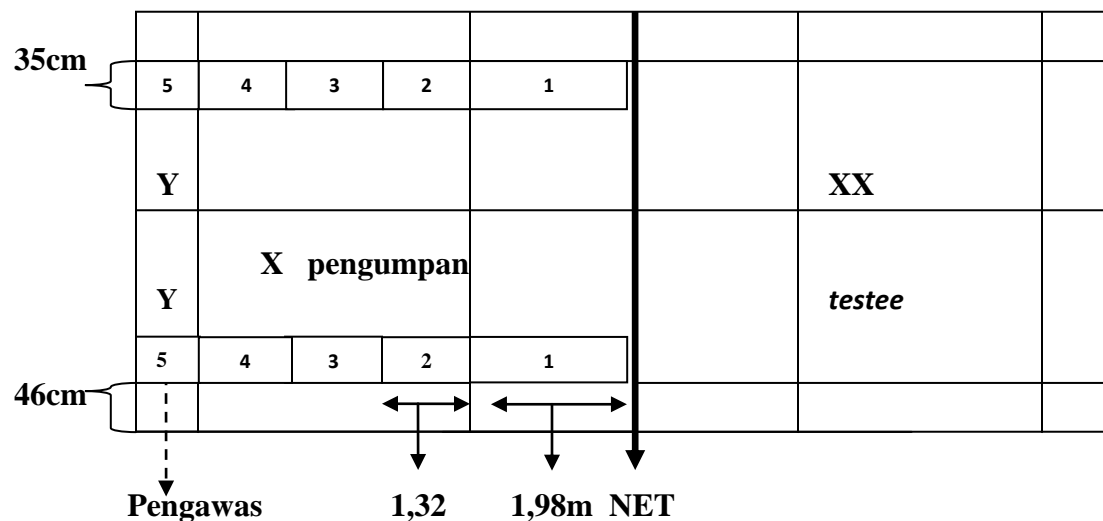 35cm
5 4 3 2 1
Y XX
X pengumpan
Y testee
5 4 3 2 1
46cm
Pengawas 1,32 1,98m NET